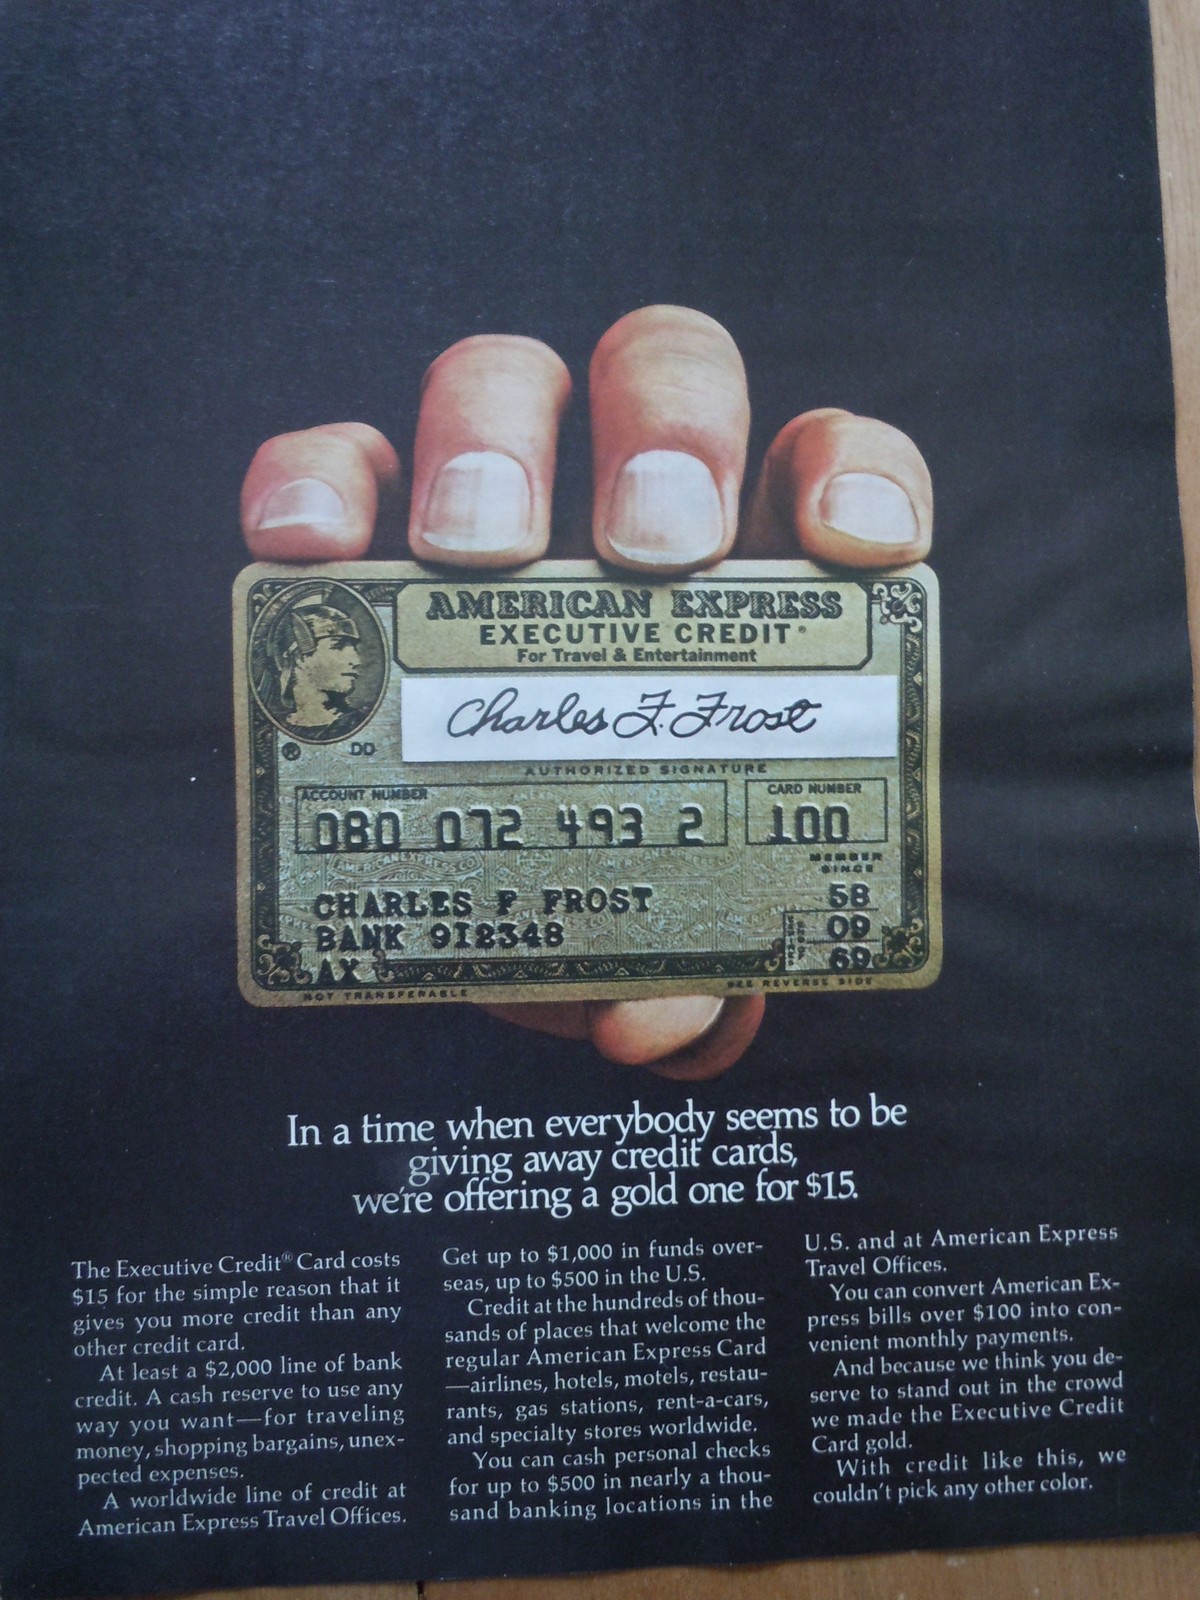 AMERICAN EXPRESS
EXECUTIVE CREDIT®
For Travel & Entertainment
Charles F. Frost
® DD
AUTHORIZED SIGNATURE
ACCOUNT NUMBER
CARD NUMBER
080 072 493 2
100
MEMBER
SINCE
CHARLES F FROST
58
BANK 912348
09
AX
69
NOT TRANSFERABLE
SEE REVERSE SIDE
In a time when everybody seems to be
giving away credit cards,
we're offering a gold one for $15.
The Executive Credit® Card costs
$15 for the simple reason that it
gives you more credit than any
other credit card.
At least a $2,000 line of bank
credit. A cash reserve to use any
way you want—for traveling
money, shopping bargains, unex-
pected expenses.
A worldwide line of credit at
American Express Travel Offices.
Get up to $1,000 in funds over-
seas, up to $500 in the U.S.
Credit at the hundreds of thou-
sands of places that welcome the
regular American Express Card
—airlines, hotels, motels, restau-
rants, gas stations, rent-a-cars,
and specialty stores worldwide.
You can cash personal checks
for up to $500 in nearly a thou-
sand banking locations in the
U.S. and at American Express
Travel Offices.
You can convert American Ex-
press bills over $100 into con-
venient monthly payments.
And because we think you de-
serve to stand out in the crowd
we made the Executive Credit
Card gold.
With credit like this, we
couldn't pick any other color.